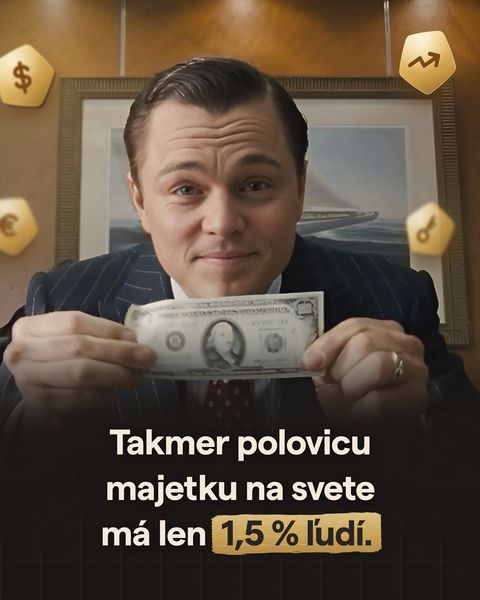 $
€
Takmer polovicu
majetku na svete
má len 1,5 % ľudí.